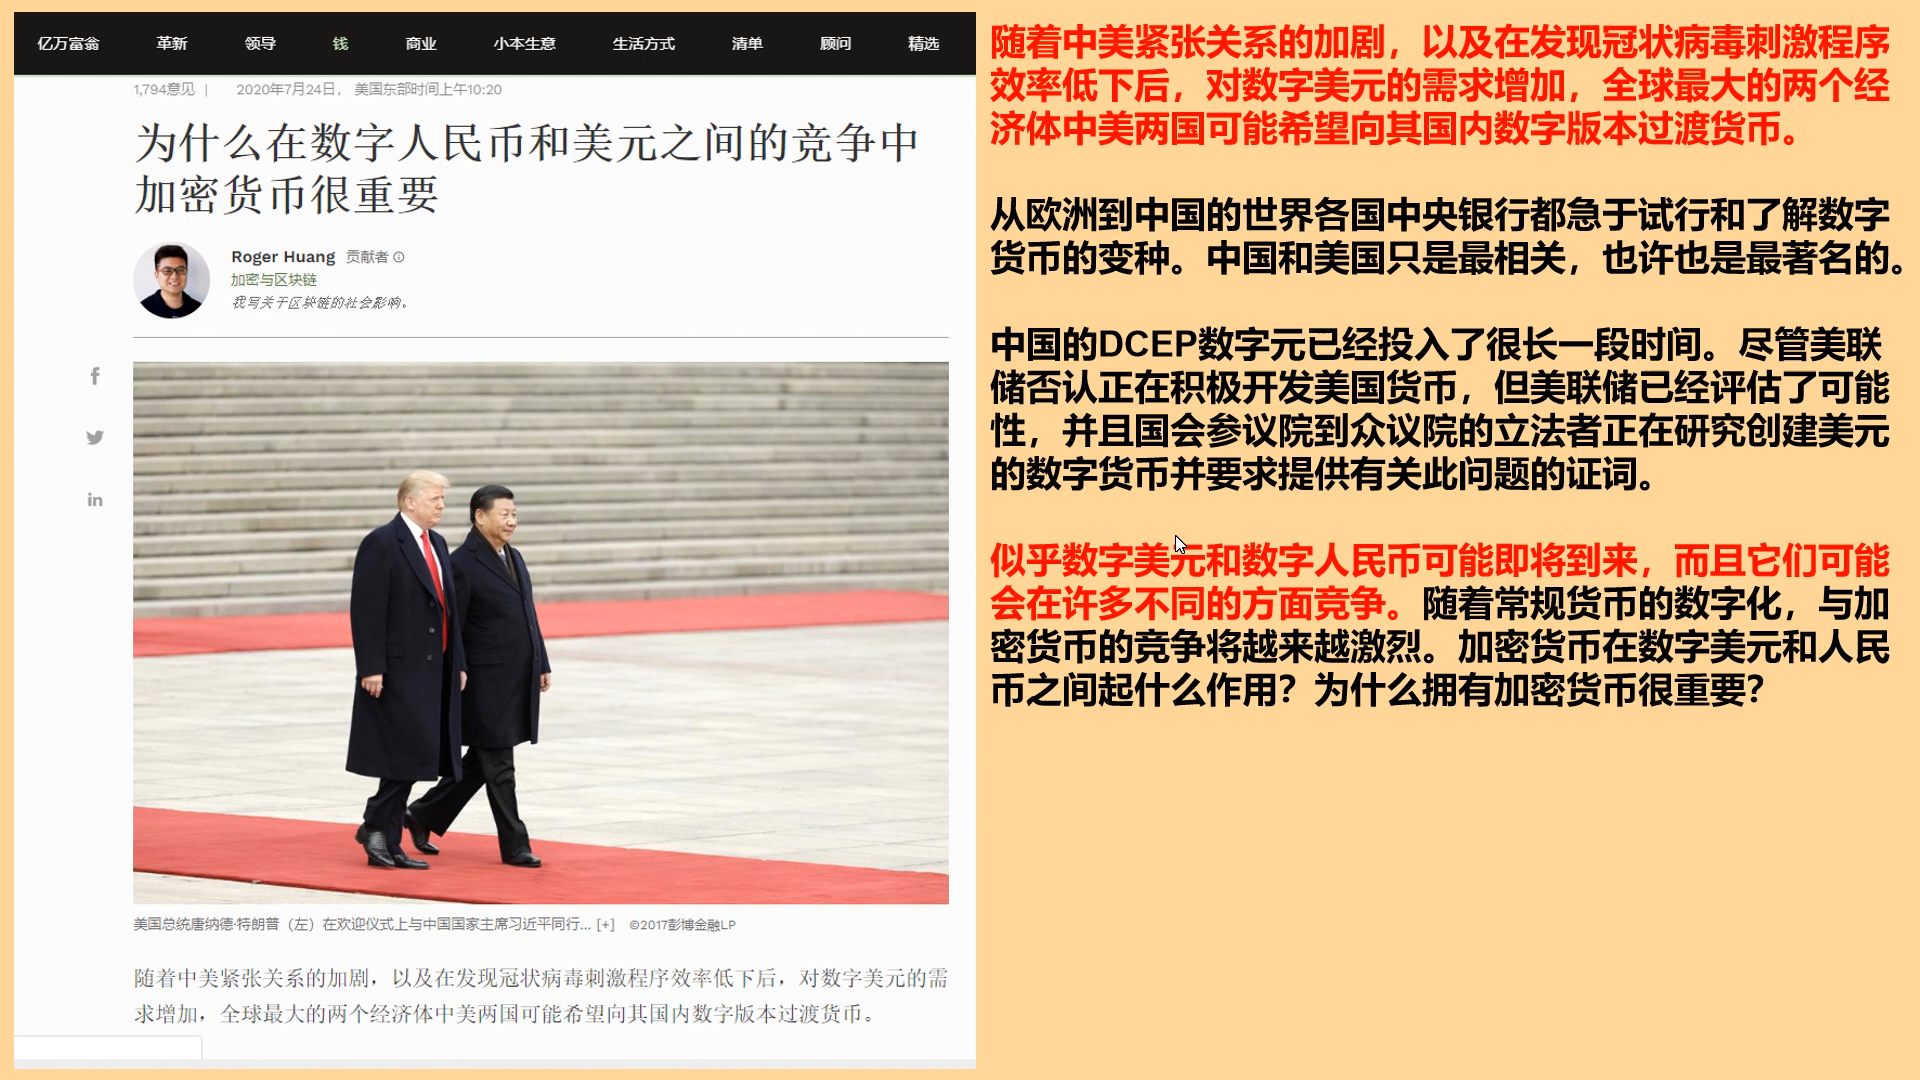 亿万富翁 革新 领导 钱 商业 小本生意 生活方式 清单 顾问 精选
1,794意见 | 2020年7月24日， 美国东部时间上午10:20
为什么在数字人民币和美元之间的竞争中
加密货币很重要
Roger Huang 贡献者
加密与区块链
我写关于区块链的社会影响。
f
in
美国总统唐纳德·特朗普（左）在欢迎仪式上与中国国家主席习近平同行... [+] ©2017彭博金融LP
随着中美紧张关系的加剧，以及在发现冠状病毒刺激程序效率低下后，对数字美元的需
求增加，全球最大的两个经济体中美两国可能希望向其国内数字版本过渡货币。
随着中美紧张关系的加剧，以及在发现冠状病毒刺激程序
效率低下后，对数字美元的需求增加，全球最大的两个经
济体中美两国可能希望向其国内数字版本过渡货币。
从欧洲到中国的世界各国中央银行都急于试行和了解数字
货币的变种。中国和美国只是最相关，也许也是最著名的。
中国的DCEP数字元已经投入了很长一段时间。尽管美联
储否认正在积极开发美国货币，但美联储已经评估了可能
性，并且国会参议院到众议院的立法者正在研究创建美元
的数字货币并要求提供有关此问题的证词。
似乎数字美元和数字人民币可能即将到来，而且它们可能
会在许多不同的方面竞争。随着常规货币的数字化，与加
密货币的竞争将越来越激烈。加密货币在数字美元和人民
币之间起什么作用？为什么拥有加密货币很重要？